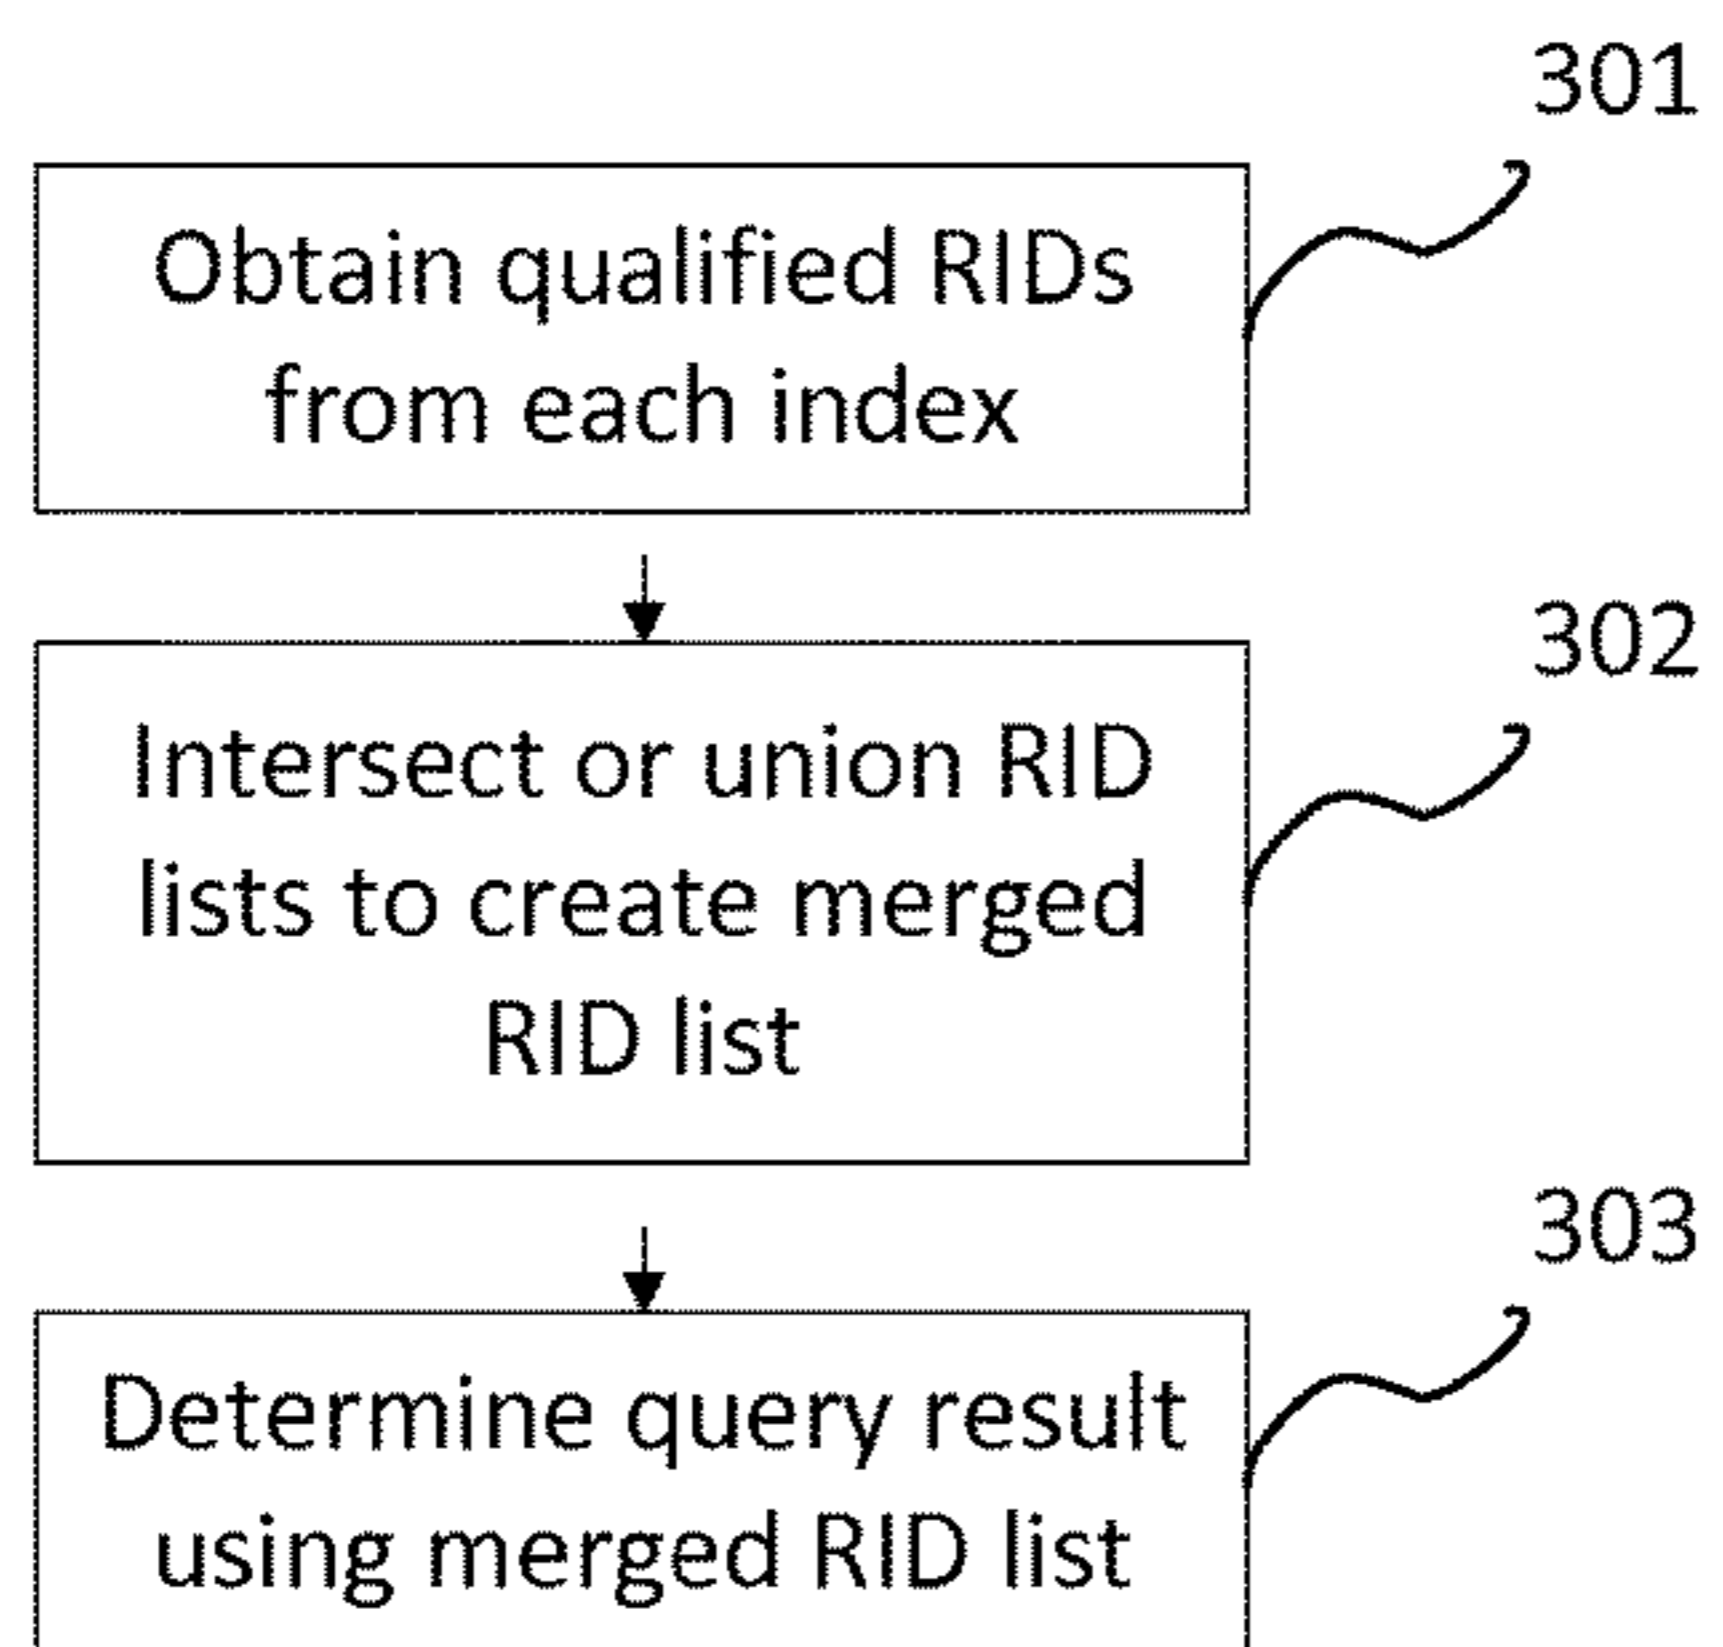 301
Obtain qualified RIDs
from each index
302
Intersect or union RID
lists to create merged
RID list
303
Determine query result
using merged RID list